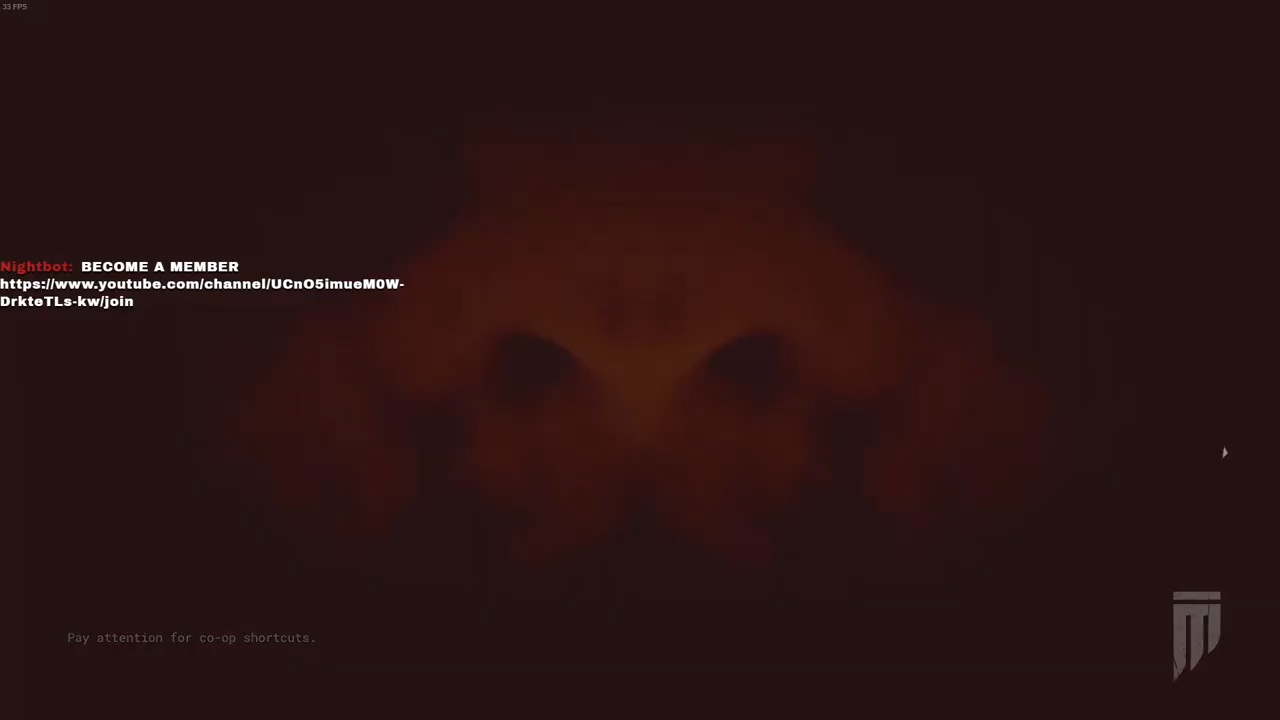 33 FPS
Nightbot: BECOME A MEMBER
https://www.youtube.com/channel/UCnO5imueM0W-
DrkteTLs-kw/join
Pay attention for co-op shortcuts.